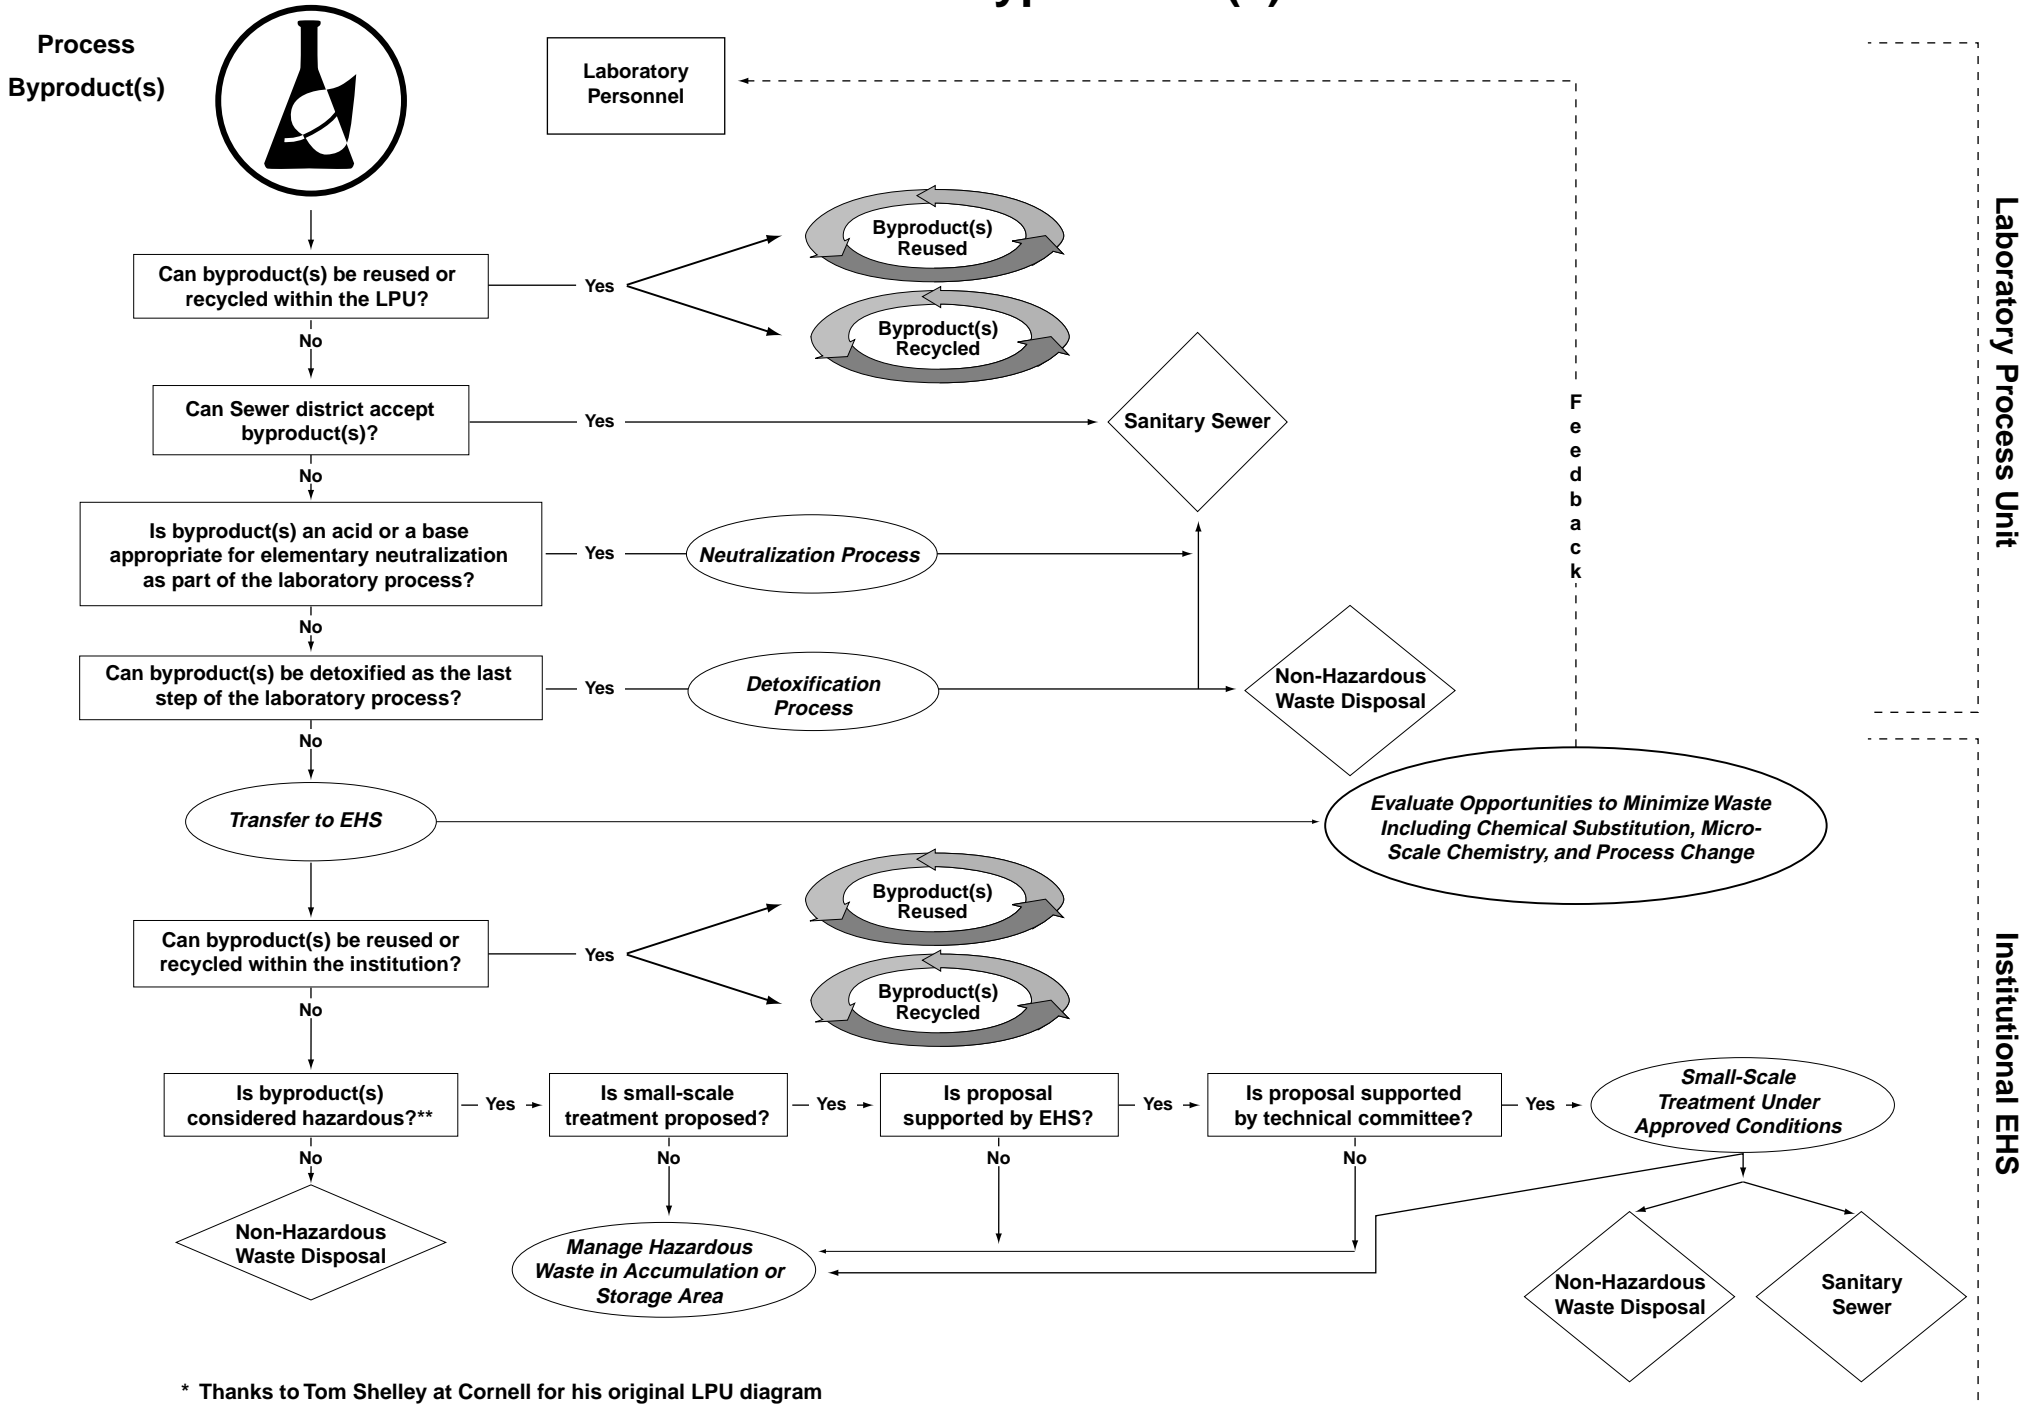 Process
Byproduct(s)
Laboratory
Personnel
Byproduct(s)
Reused
Can byproduct(s) be reused or
recycled within the LPU?
Yes
Byproduct(s)
Recycled
No
Can Sewer district accept
byproduct(s)?
Yes
Sanitary Sewer
Feedback
Laboratory Process Unit
No
Is byproduct(s) an acid or a base
appropriate for elementary neutralization
as part of the laboratory process?
Yes
Neutralization Process
No
Can byproduct(s) be detoxified as the last
step of the laboratory process?
Yes
Detoxification
Process
Non-Hazardous
Waste Disposal
No
Transfer to EHS
Evaluate Opportunities to Minimize Waste
Including Chemical Substitution, Micro-
Scale Chemistry, and Process Change
Byproduct(s)
Reused
Can byproduct(s) be reused or
recycled within the institution?
Yes
Byproduct(s)
Recycled
Institutional EHS
No
Is byproduct(s)
considered hazardous?**
Yes
Is small-scale
treatment proposed?
Yes
Is proposal
supported by EHS?
Yes
Is proposal supported
by technical committee?
Yes
Small-Scale
Treatment Under
Approved Conditions
No
No
No
No
Non-Hazardous
Waste Disposal
Manage Hazardous
Waste in Accumulation or
Storage Area
Non-Hazardous
Waste Disposal
Sanitary
Sewer
* Thanks to Tom Shelley at Cornell for his original LPU diagram